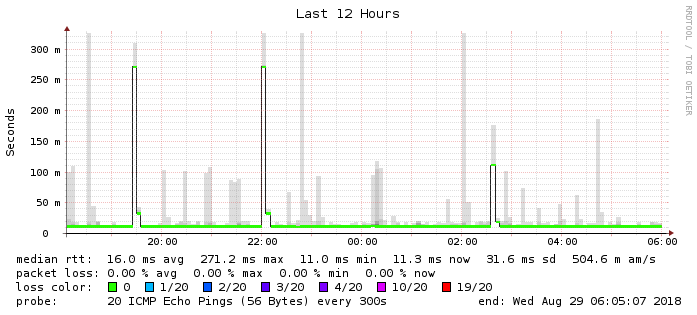 Last 12 Hours
RRDTOOL / TOBI OETIKER
Seconds
300 m
250 m
200 m
150 m
100 m
50 m
0
20:00 22:00 00:00 02:00 04:00 06:00
median rtt: 16.0 ms avg 271.2 ms max 11.0 ms min 11.3 ms now 31.6 ms sd 504.6 m am/s
packet loss: 0.00 % avg 0.00 % max 0.00 % min 0.00 % now
loss color: 0 1/20 2/20 3/20 4/20 10/20 19/20
probe: 20 ICMP Echo Pings (56 Bytes) every 300s end: Wed Aug 29 06:05:07 2018